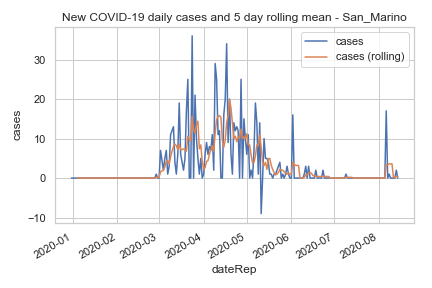 New COVID-19 daily cases and 5 day rolling mean - San_Marino
cases
cases (rolling)
30
20
10
0
−10
cases
2020-01
2020-02
2020-03
2020-04
2020-05
2020-06
2020-07
2020-08
dateRep